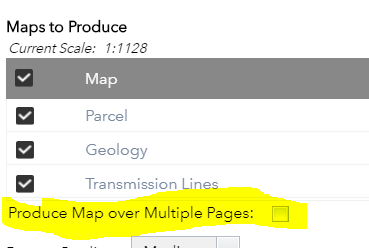 Maps to Produce
Current Scale: 1:1128
Map
Parcel
Geology
Transmission Lines
Produce Map over Multiple Pages: